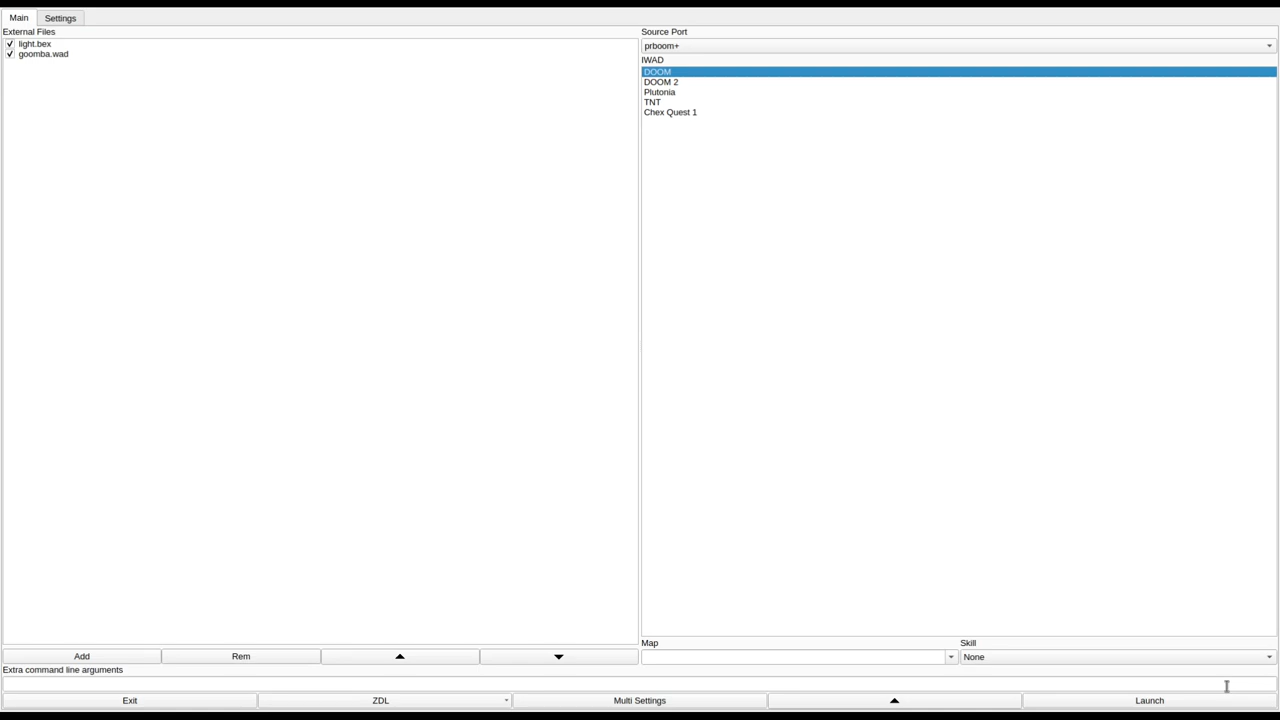 Main
Settings
External Files
light.bex
goomba.wad
Source Port
prboom+
IWAD
DOOM
DOOM 2
Plutonia
TNT
Chex Quest 1
Add
Rem
Map
Skill
None
Extra command line arguments
Exit
ZDL
Multi Settings
Launch